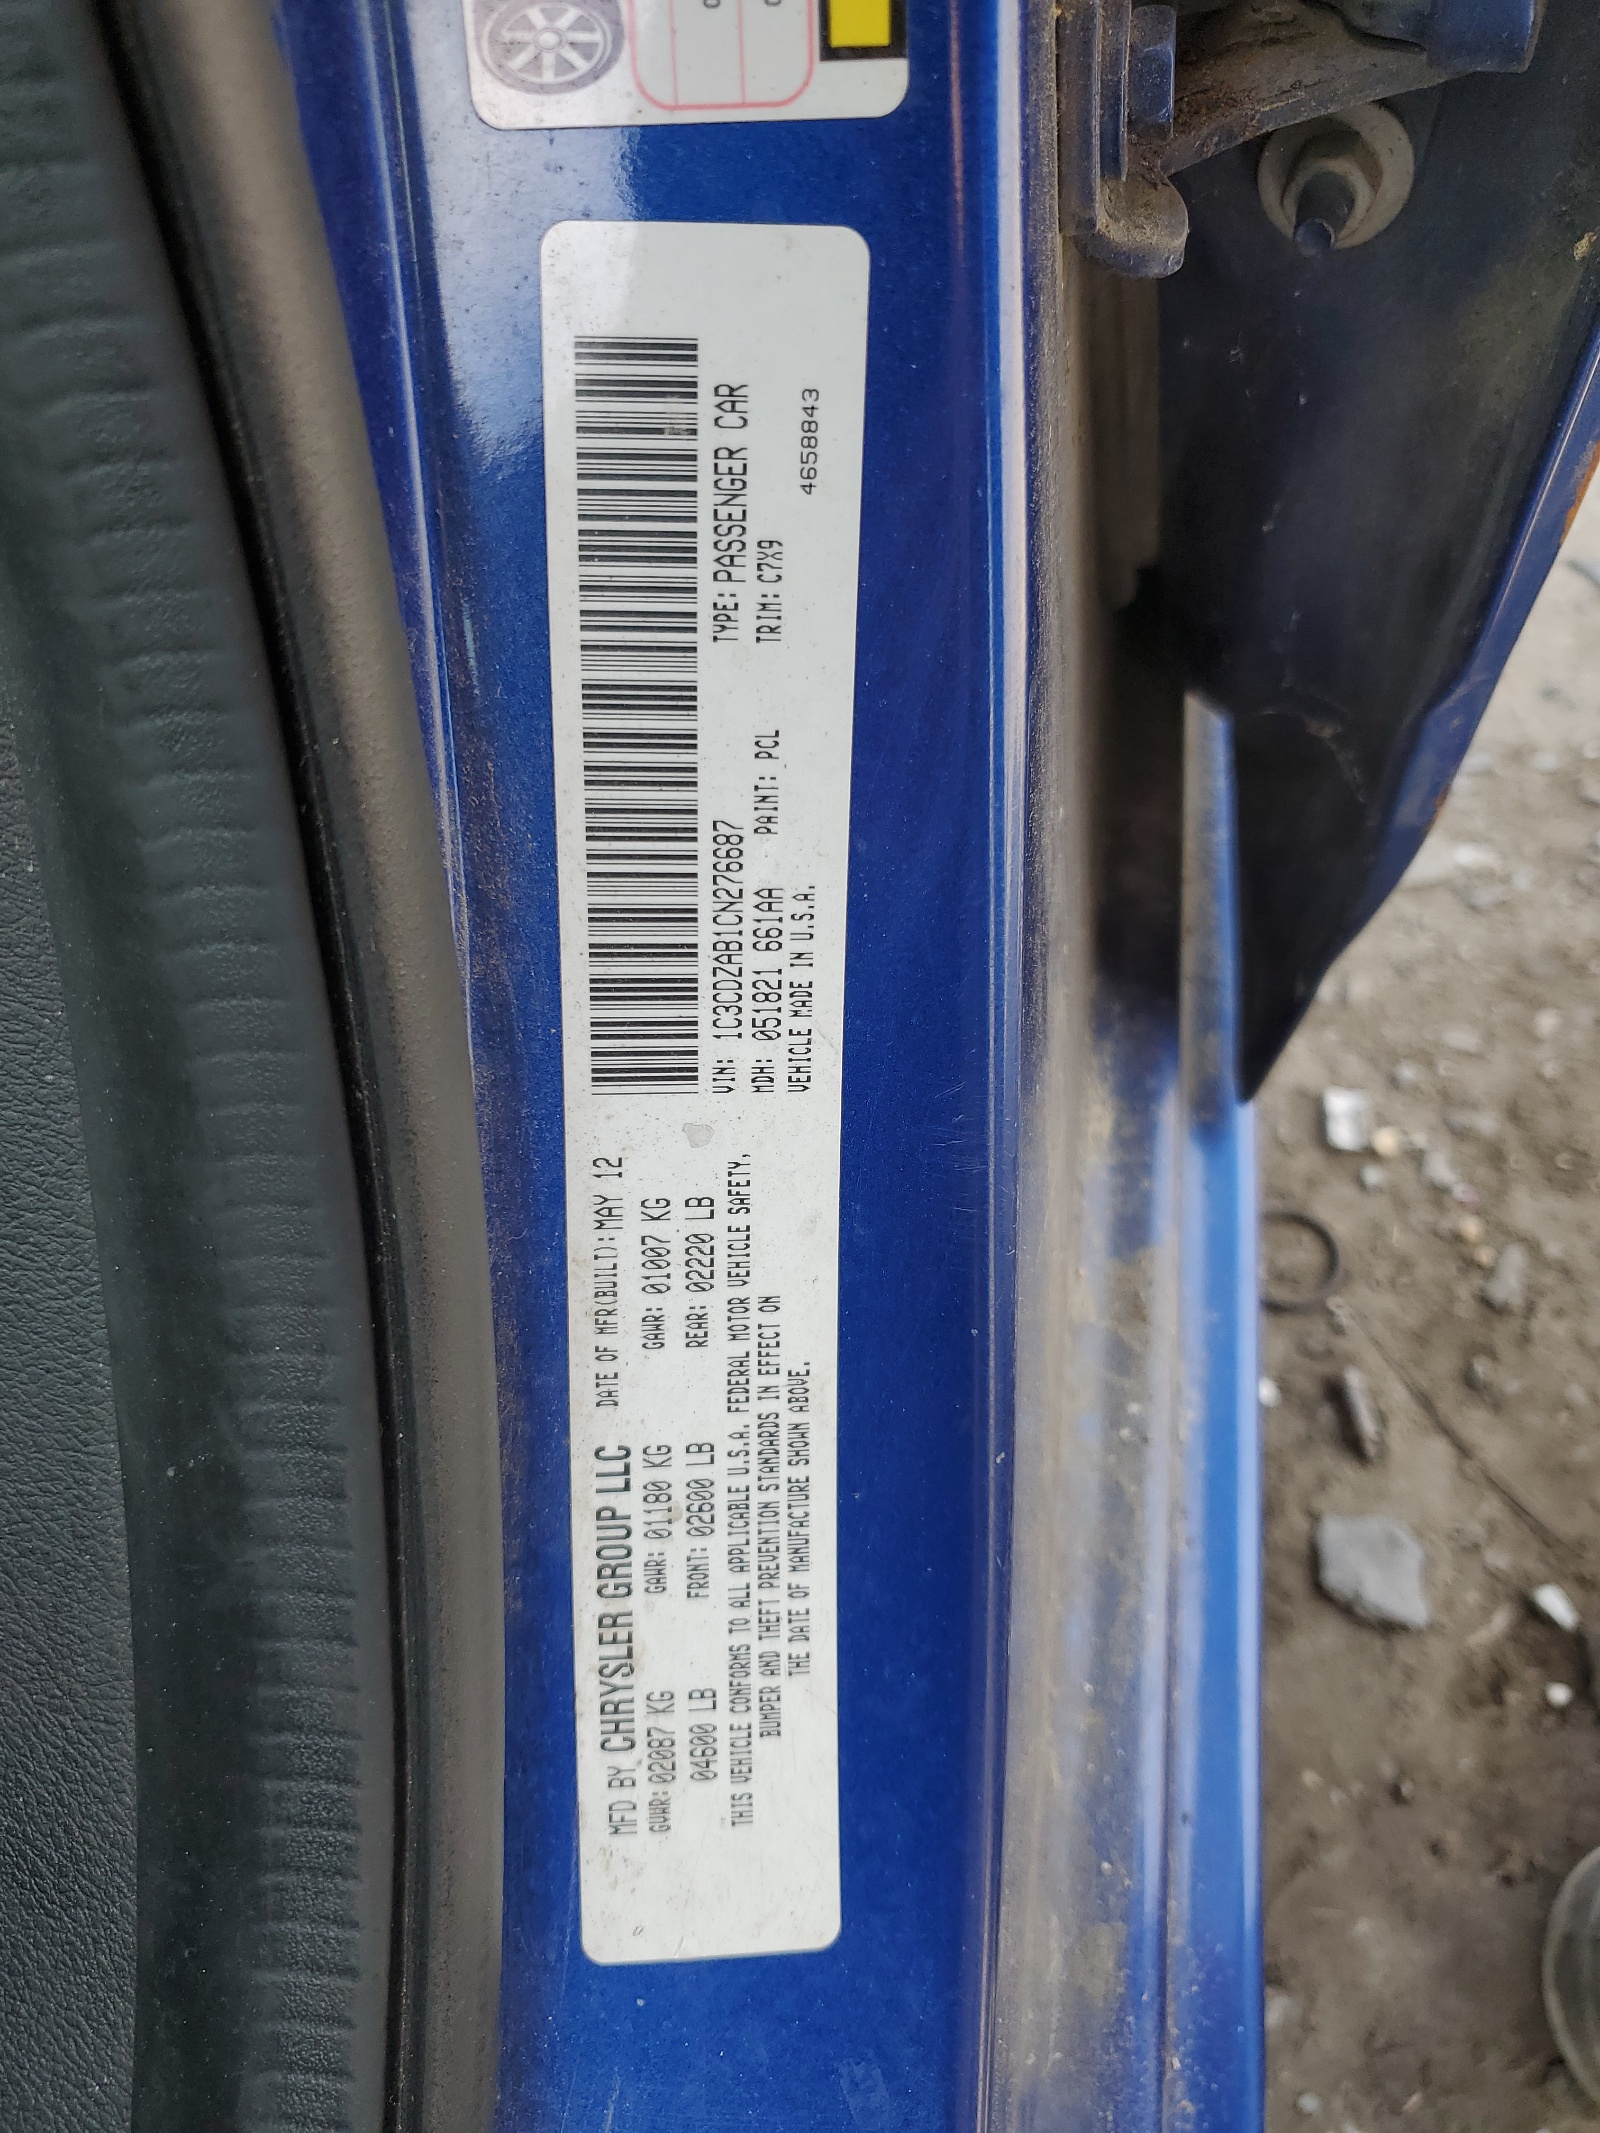 MFD BY CHRYSLER GROUP LLC DATE OF MFR(BUILT):MAY 12
GVWR:02087 KG GAWR: 01180 KG GAWR: 01007 KG
04600 LB FRONT: 02600 LB REAR: 02220 LB
THIS VEHICLE CONFORMS TO ALL APPLICABLE U.S.A. FEDERAL MOTOR VEHICLE SAFETY,
BUMPER AND THEFT PREVENTION STANDARDS IN EFFECT ON
THE DATE OF MANUFACTURE SHOWN ABOVE.
VIN: 1C3CDZAB1CN276687 TYPE: PASSENGER CAR
MDH: 051821 661AA PAINT: PCL TRIM: C7X9
VEHICLE MADE IN U.S.A. 4658843